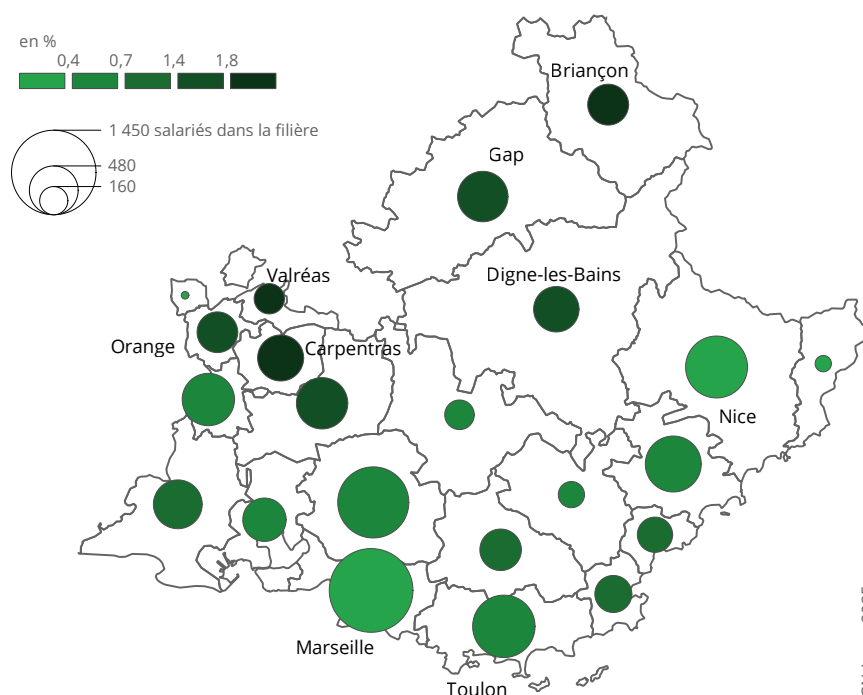 en %
0,4 0,7 1,4 1,8
1 450 salariés dans la filière
480
160
Briançon
Gap
Valréas
Digne-les-Bains
Orange
Carpentras
Nice
Marseille
Toulon